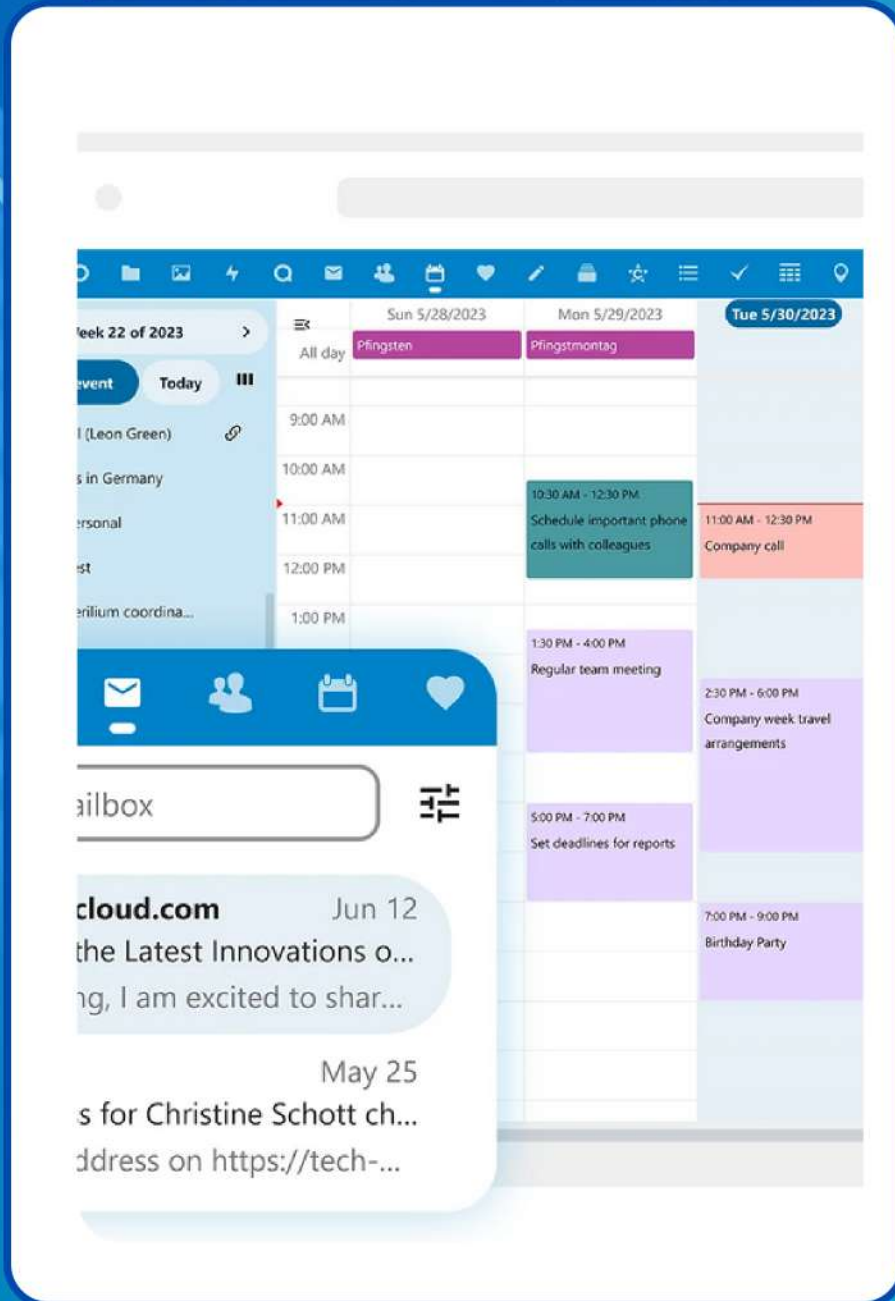 Week 22 of 2023
event Today
l (Leon Green)
s in Germany
ersonal
est
erilium coordina...
Sun 5/28/2023 Mon 5/29/2023 Tue 5/30/2023
All day Pfingsten Pfingstmontag
9:00 AM
10:00 AM
11:00 AM
12:00 PM
1:00 PM
10:30 AM - 12:30 PM
Schedule important phone
calls with colleagues
1:30 PM - 4:00 PM
Regular team meeting
5:00 PM - 7:00 PM
Set deadlines for reports
11:00 AM - 12:30 PM
Company call
2:30 PM - 6:00 PM
Company week travel
arrangements
7:00 PM - 9:00 PM
Birthday Party
ailbox
cloud.com Jun 12
the Latest Innovations o...
ng, I am excited to shar...
May 25
s for Christine Schott ch...
ddress on https://tech-...